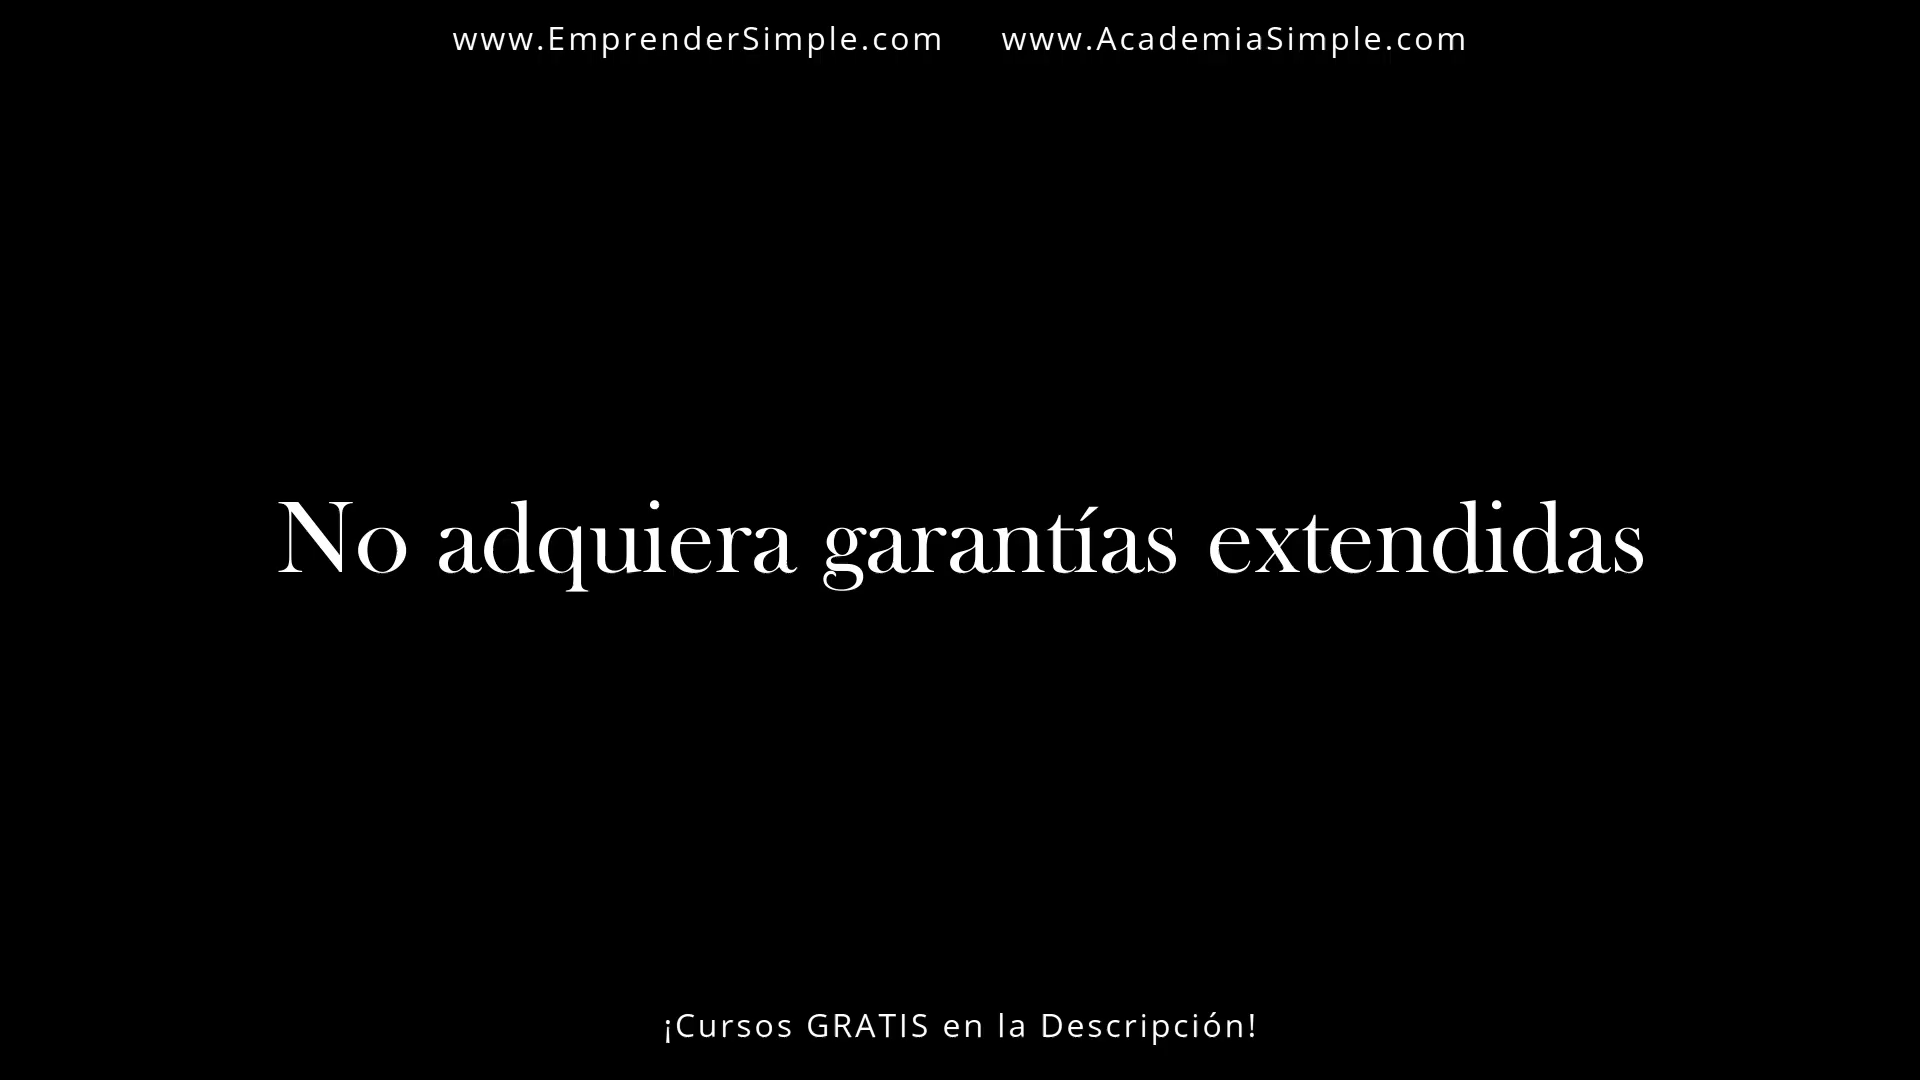 www.EmprenderSimple.com www.AcademiaSimple.com
No adquiera garantías extendidas
¡Cursos GRATIS en la Descripción!